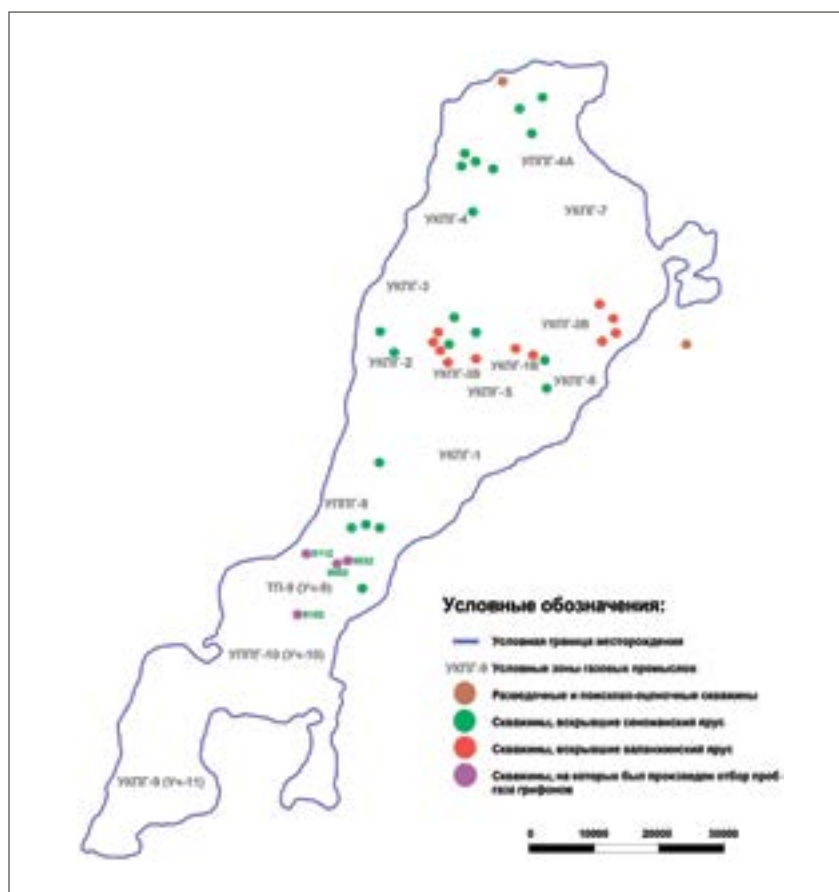 УППГ-4А
УКПГ-7
УКПГ-4
УКПГ-3
УКПГ-2В
УКПГ-2
УКПГ-1В
УКПГ-6
УКПГ-5
УКПГ-1
УППГ-8
ТП-9 (Уч-9)
УППГ-10 (Уч-10)
УКПГ-9 (Уч-11)
Условные обозначения:
Условная граница месторождения
Условные зоны газовых промыслов
Разведочные и поисково-оценочные скважины
Скважины, вскрывшие сеноманский ярус
Скважины, вскрывшие валанжинский ярус
Скважины, на которых был произведен отбор проб
газа грифонов
0 10000 20000 30000